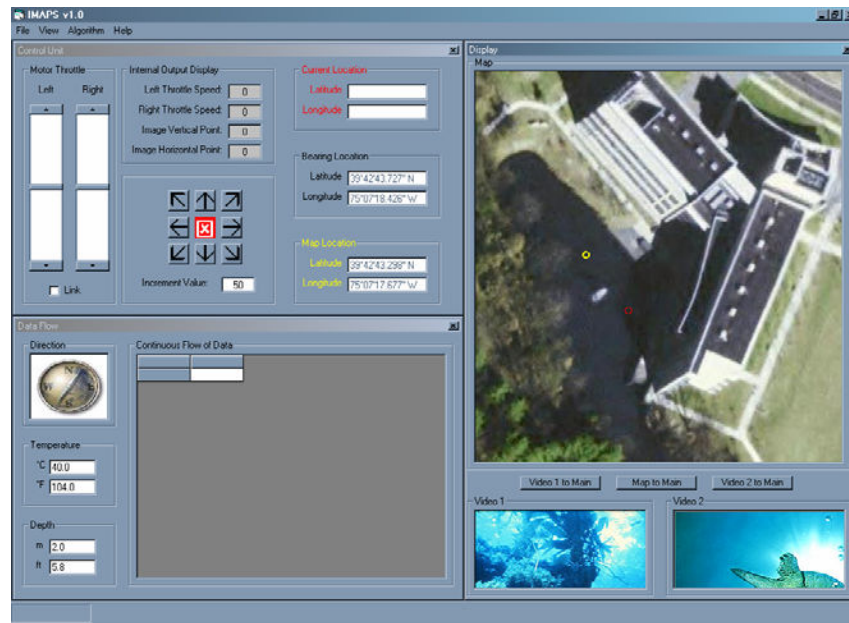 IMAPS v1.0
File View Algorithm Help
Control Unit
Motor Throttle
Left Right
Link
Internal Output Display
Left Throttle Speed: 0
Right Throttle Speed: 0
Image Vertical Point: 0
Image Horizontal Point: 0
Increment Value: 50
Current Location
Latitude
Longitude
Bearing Location
Latitude 39°42'43.727" N
Longitude 75°07'18.426" W
Map Location
Latitude 39°42'43.298" N
Longitude 75°07'17.677" W
Data Flow
Direction
N
W E
S
Temperature
°C 40.0
°F 104.0
Depth
m 2.0
ft 5.8
Continuous Flow of Data
Display
Map
Video 1 to Main Map to Main Video 2 to Main
Video 1 Video 2